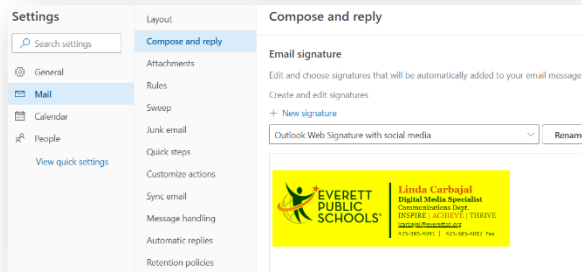 Settings
Search settings
General
Mail
Calendar
People
View quick settings
Layout
Compose and reply
Attachments
Rules
Sweep
Junk email
Quick steps
Customize actions
Sync email
Message handling
Automatic replies
Retention policies
Compose and reply
Email signature
Edit and choose signatures that will be automatically added to your email message
Create and edit signatures
+ New signature
Outlook Web Signature with social media
Renam
EVERETT
PUBLIC
SCHOOLS
Linda Carbajal
Digital Media Specialist
Communications Dept.
INSPIRE | ACHIEVE | THRIVE
lcarbajal@everettsd.org